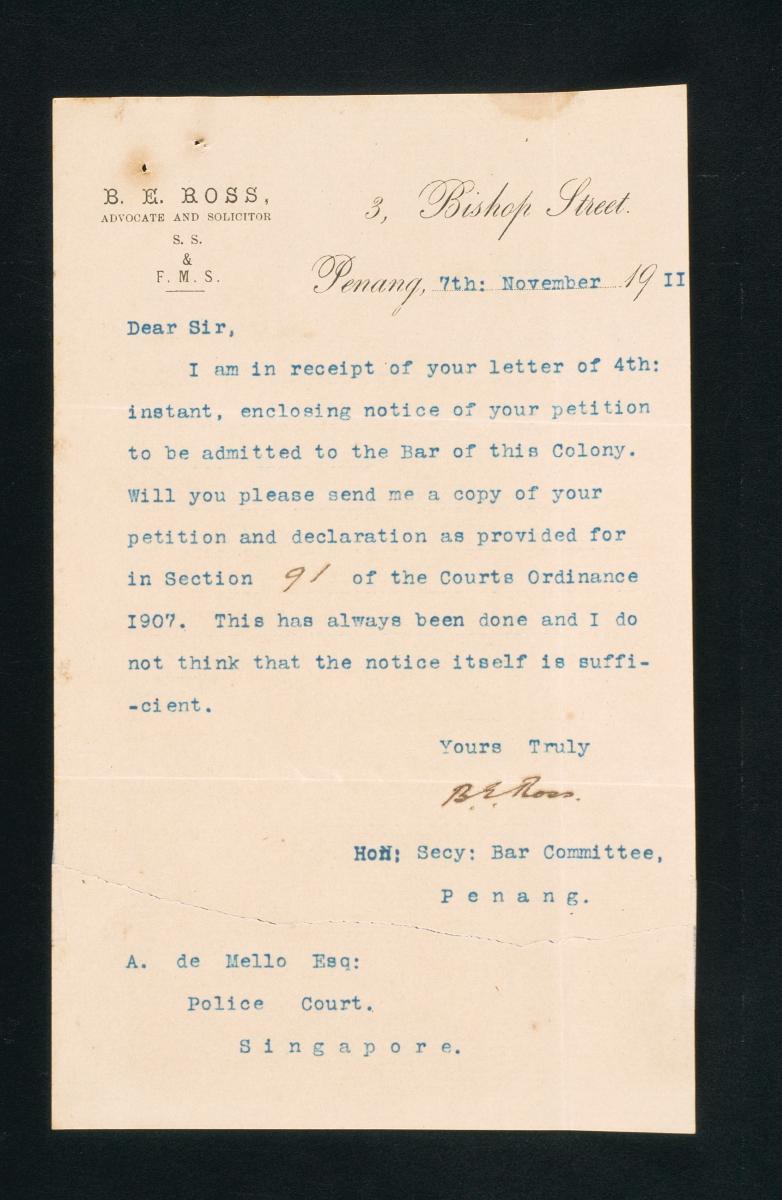 B. E. ROSS,
ADVOCATE AND SOLICITOR
S. S.
&
F. M. S.
3, Bishop Street.
Penang, 7th: November 19 II
Dear Sir,
I am in receipt of your letter of 4th:
instant, enclosing notice of your petition
to be admitted to the Bar of this Colony.
Will you please send me a copy of your
petition and declaration as provided for
in Section 91 of the Courts Ordinance
I907. This has always been done and I do
not think that the notice itself is suffi-
-cient.
Yours Truly
B. E. Ross.
Hon: Secy: Bar Committee,
Penang.
A. de Mello Esq:
Police Court.
Singapore.